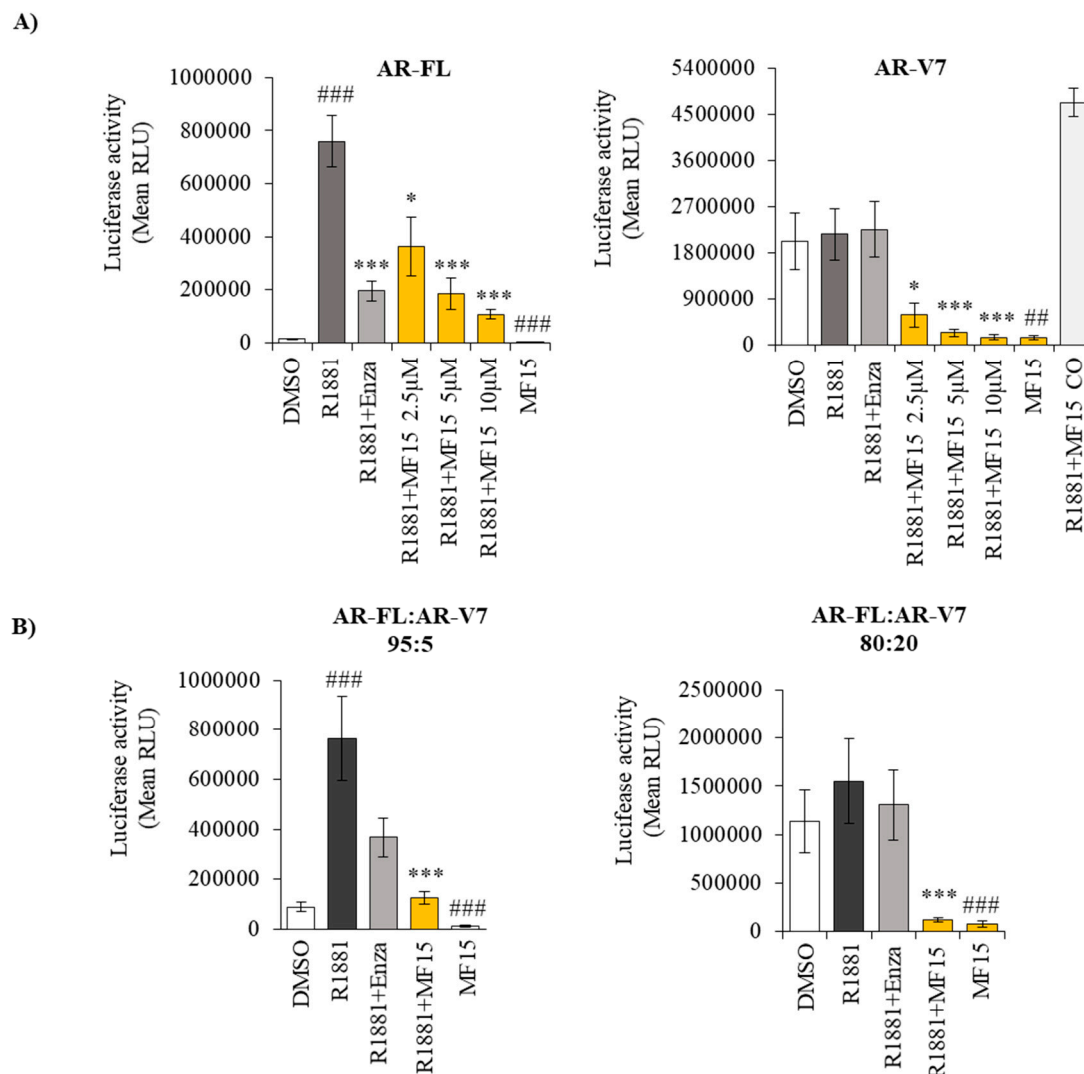 A)
AR-FL
Luciferase activity
(Mean RLU)
1000000
800000
600000
400000
200000
0
###
***
*
***
***
###
DMSO
R1881
R1881+Enza
R1881+MF15 2.5µM
R1881+MF15 5µM
R1881+MF15 10µM
MF15
AR-V7
Luciferase activity
(Mean RLU)
5400000
4500000
3600000
2700000
1800000
900000
0
*
***
***
##
DMSO
R1881
R1881+Enza
R1881+MF15 2.5µM
R1881+MF15 5µM
R1881+MF15 10µM
MF15
R1881+MF15 CO
B)
AR-FL:AR-V7
95:5
Luciferase activity
(Mean RLU)
1000000
800000
600000
400000
200000
0
###
***
###
DMSO
R1881
R1881+Enza
R1881+MF15
MF15
AR-FL:AR-V7
80:20
Lucifease activity
(Mean RLU)
2500000
2000000
1500000
1000000
500000
0
***
###
DMSO
R1881
R1881+Enza
R1881+MF15
MF15